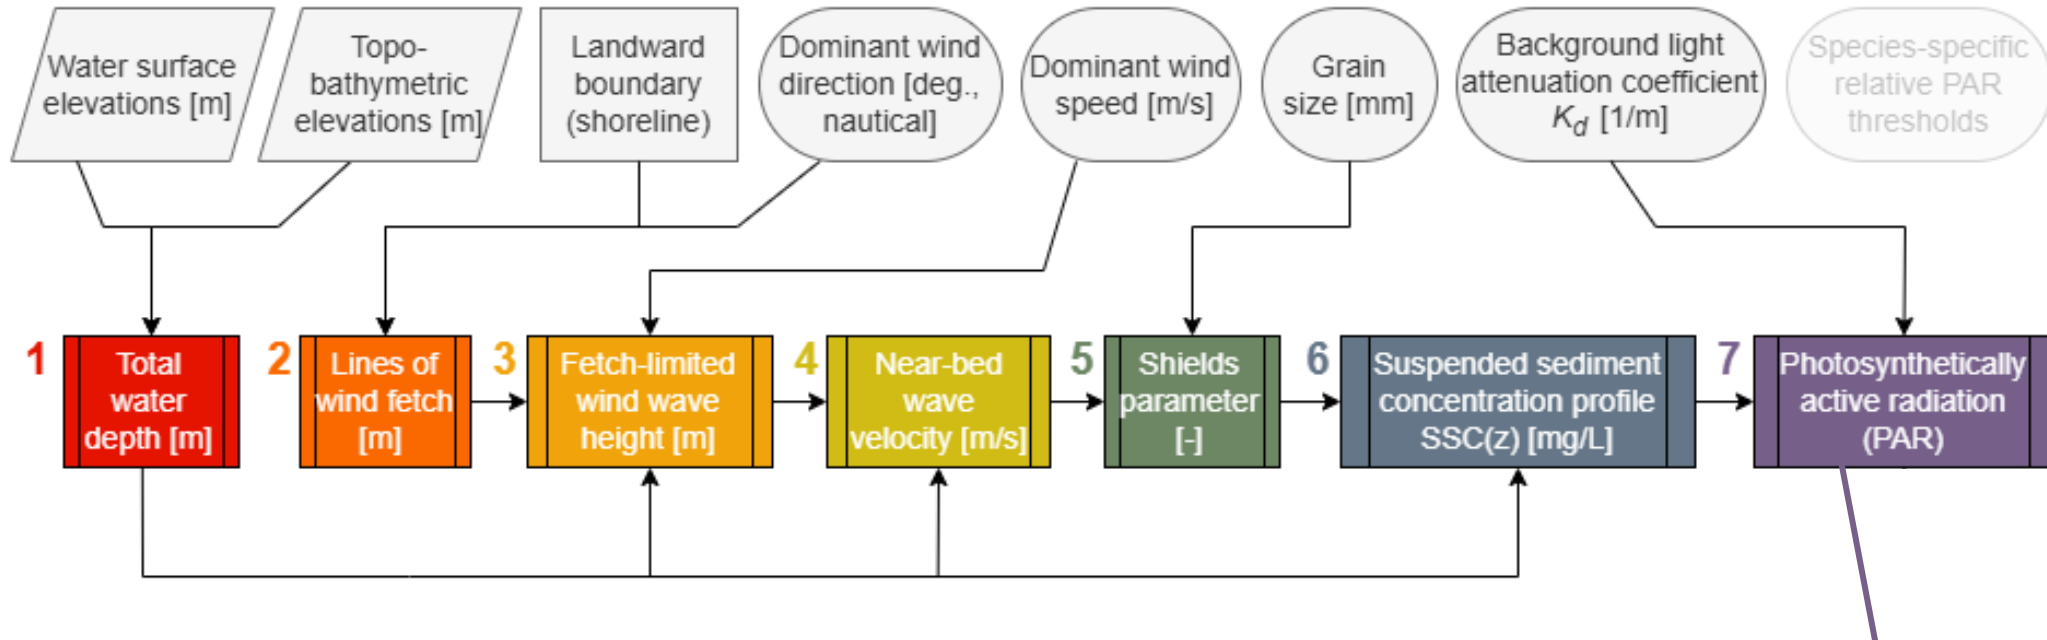 Water surface
elevations [m]
Topo-
bathymetric
elevations [m]
Landward
boundary
(shoreline)
Dominant wind
direction [deg.,
nautical]
Dominant wind
speed [m/s]
Grain
size [mm]
Background light
attenuation coefficient
Kd [1/m]
Species-specific
relative PAR
thresholds
1
Total
water
depth [m]
2
Lines of
wind fetch
[m]
3
Fetch-limited
wind wave
height [m]
4
Near-bed
wave
velocity [m/s]
5
Shields
parameter
[-]
6
Suspended sediment
concentration profile
SSC(z) [mg/L]
7
Photosynthetically
active radiation
(PAR)